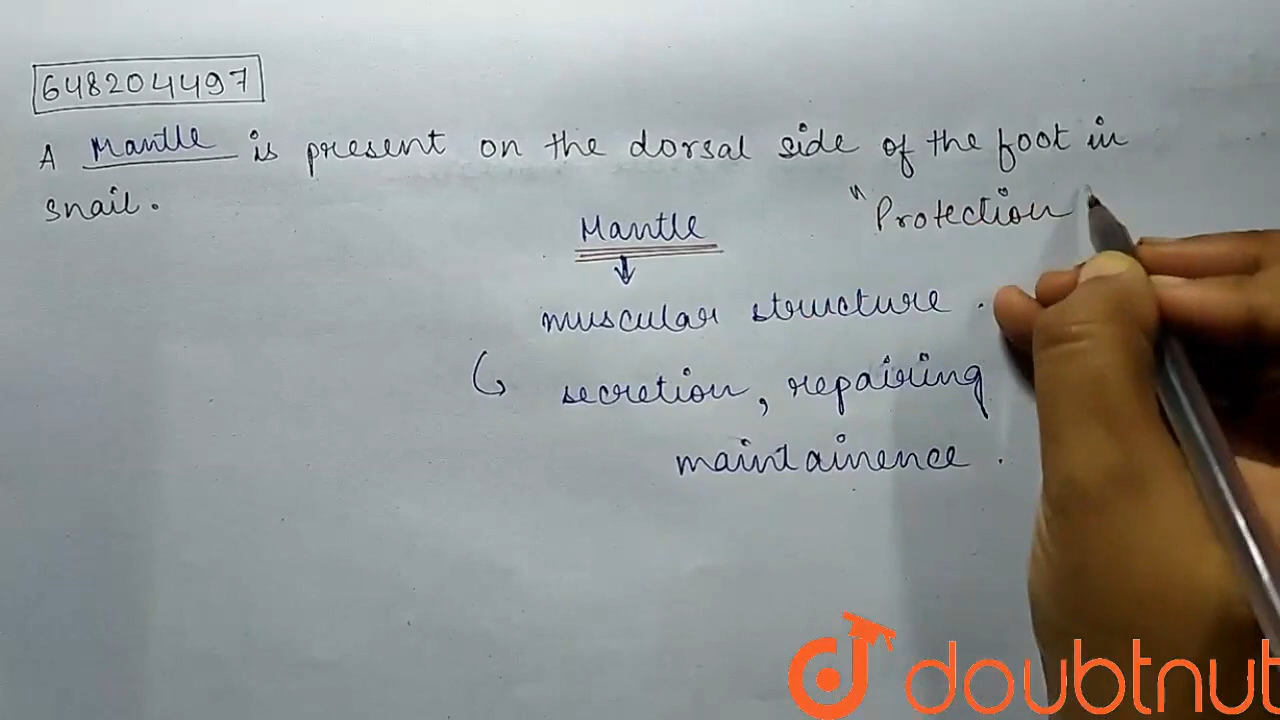 648204497
A Mantle is present on the dorsal side of the foot in
snail.
"Protection
Mantle
muscular structure.
secretion, repairing
maintainence.
doubtnut